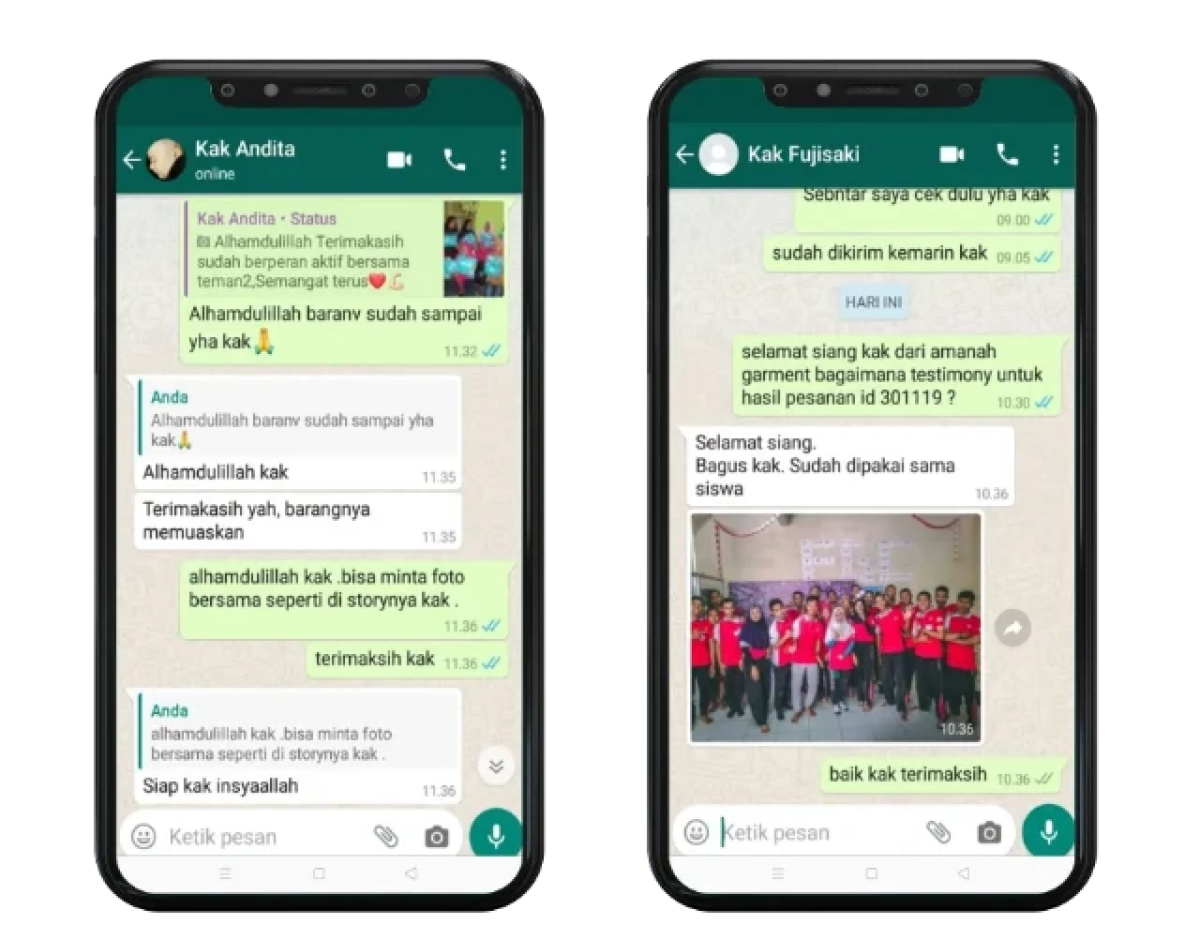 Kak Andita
online
Kak Andita • Status
Alhamdulillah Terimakasih
sudah berperan aktif bersama
teman2,Semangat terus❤️💪
Alhamdulillah baranv sudah sampai
yha kak🙏
11.32
Anda
Alhamdulillah baranv sudah sampai yha
kak🙏
Alhamdulillah kak
11.35
Terimakasih yah, barangnya
memuaskan
11.35
alhamdulillah kak .bisa minta foto
bersama seperti di storynya kak .
11.36
terimaksih kak 11.36
Anda
alhamdulillah kak .bisa minta foto
bersama seperti di storynya kak .
Siap kak insyaallah
11.36
Ketik pesan
Kak Fujisaki
Sebntar saya cek dulu yha kak
09.00
sudah dikirim kemarin kak 09.05
HARI INI
selamat siang kak dari amanah
garment bagaimana testimony untuk
hasil pesanan id 301119 ? 10.30
Selamat siang.
Bagus kak. Sudah dipakai sama
siswa
10.36
10.36
baik kak terimaksih 10.36
Ketik pesan